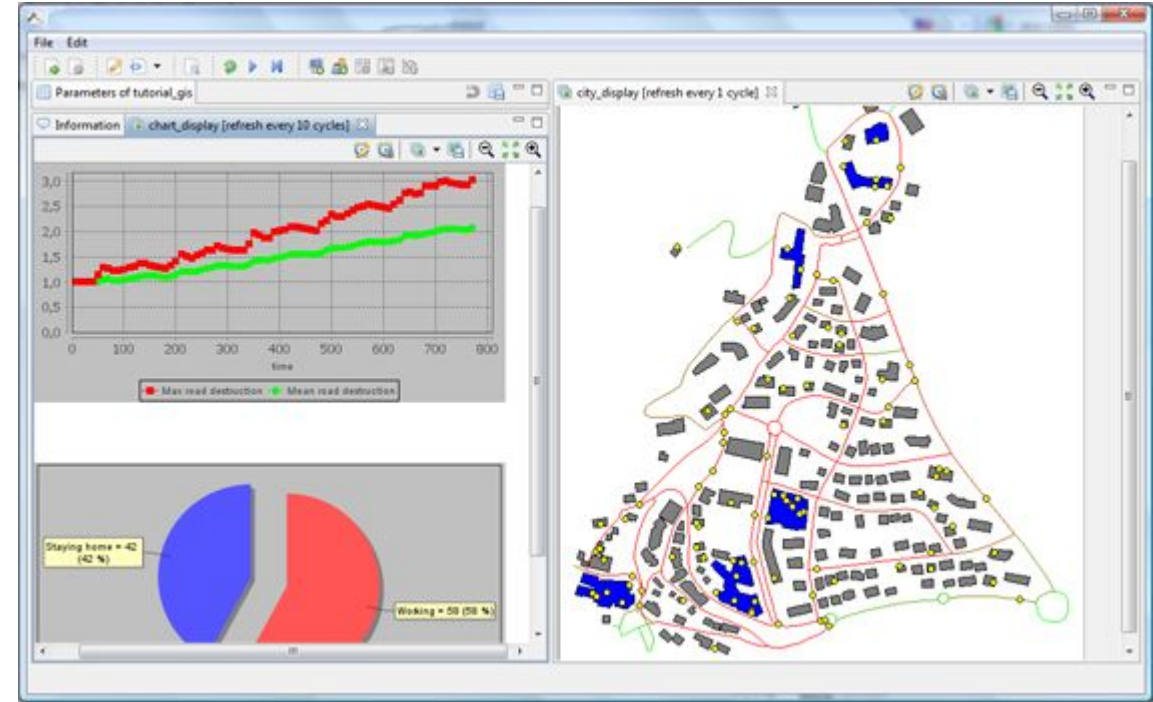 File Edit
Parameters of tutorial_gis
Information chart_display [refresh every 10 cycles]
3,0
2,5
2,0
1,5
1,0
0,5
0,0
0 100 200 300 400 500 600 700 800
time
Max road destruction Mean road destruction
Staying home = 42
(42 %)
Working = 58 (58 %)
city_display [refresh every 1 cycle]